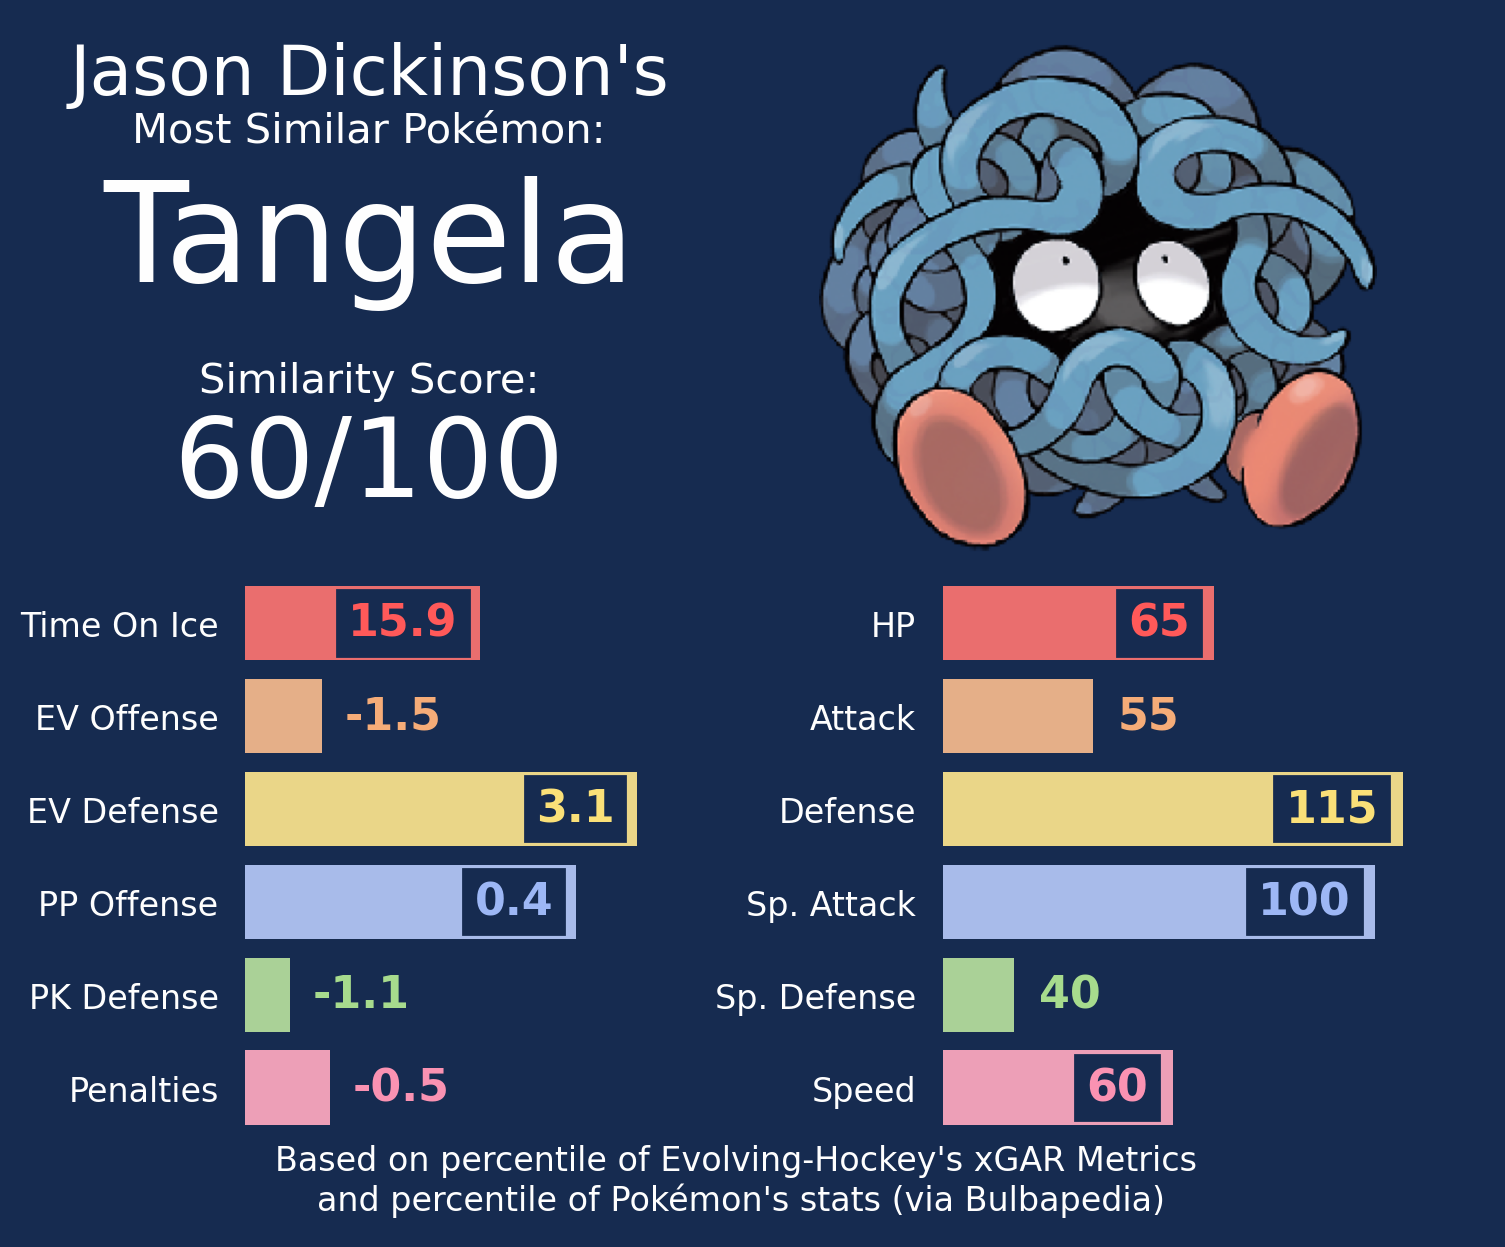 Jason Dickinson's
Most Similar Pokémon:
Tangela
Similarity Score:
60/100
Time On Ice 15.9
EV Offense -1.5
EV Defense 3.1
PP Offense 0.4
PK Defense -1.1
Penalties -0.5
HP 65
Attack 55
Defense 115
Sp. Attack 100
Sp. Defense 40
Speed 60
Based on percentile of Evolving-Hockey's xGAR Metrics
and percentile of Pokémon's stats (via Bulbapedia)